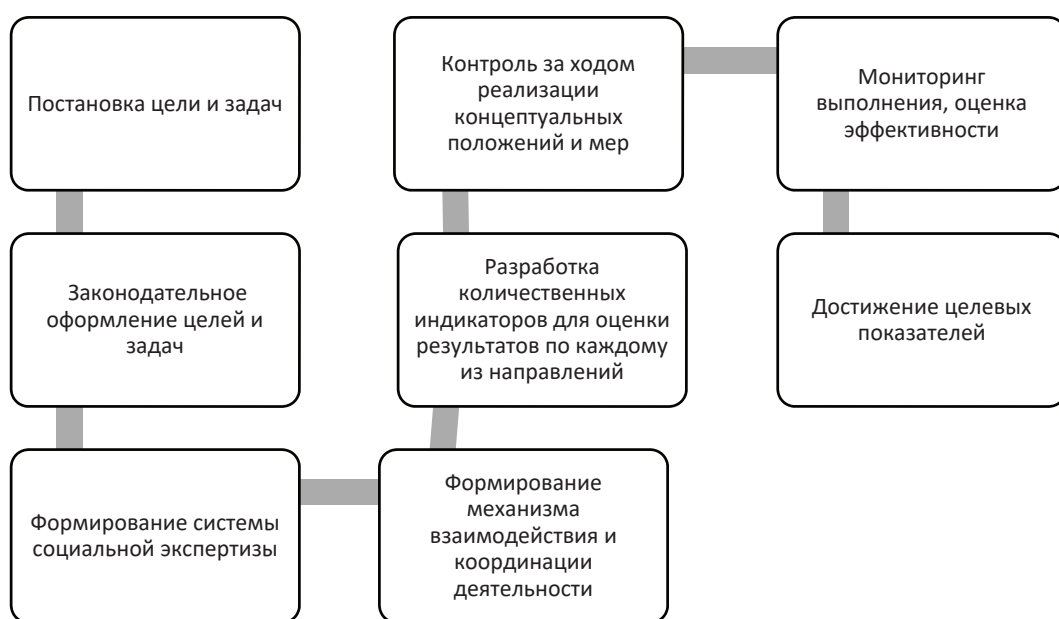 Постановка цели и задач
Законодательное
оформление целей и
задач
Формирование системы
социальной экспертизы
Формирование
механизма
взаимодействия и
координации
деятельности
Разработка
количественных
индикаторов для оценки
результатов по каждому
из направлений
Контроль за ходом
реализации
концептуальных
положений и мер
Мониторинг
выполнения, оценка
эффективности
Достижение целевых
показателей